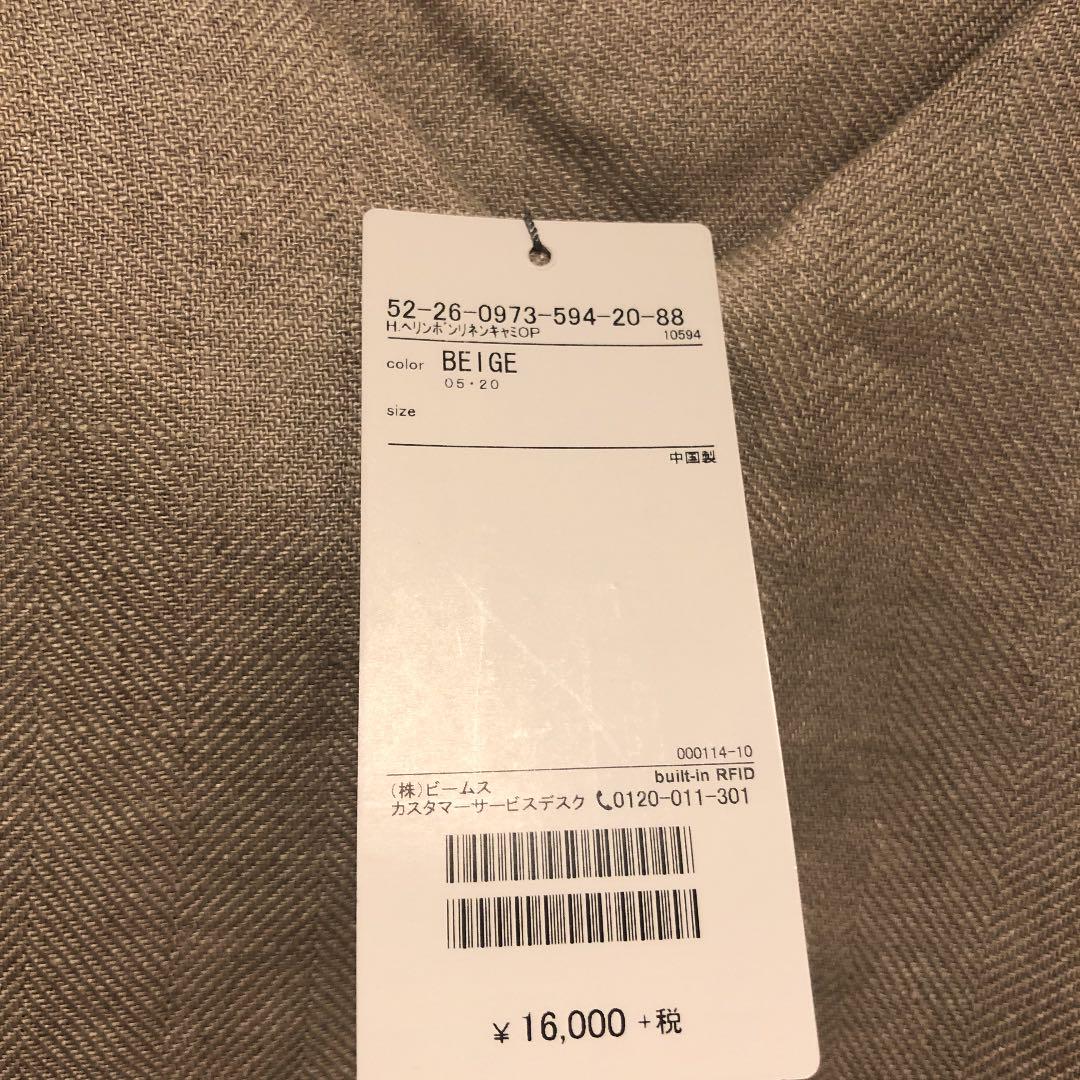 52-26-0973-594-20-88
H.ヘリンボンリネンキャミOP 10594
color BEIGE
05・20
size
中国製
000114-10
built-in RFID
(株)ビームス
カスタマーサービスデスク 0120-011-301
¥ 16,000 +税